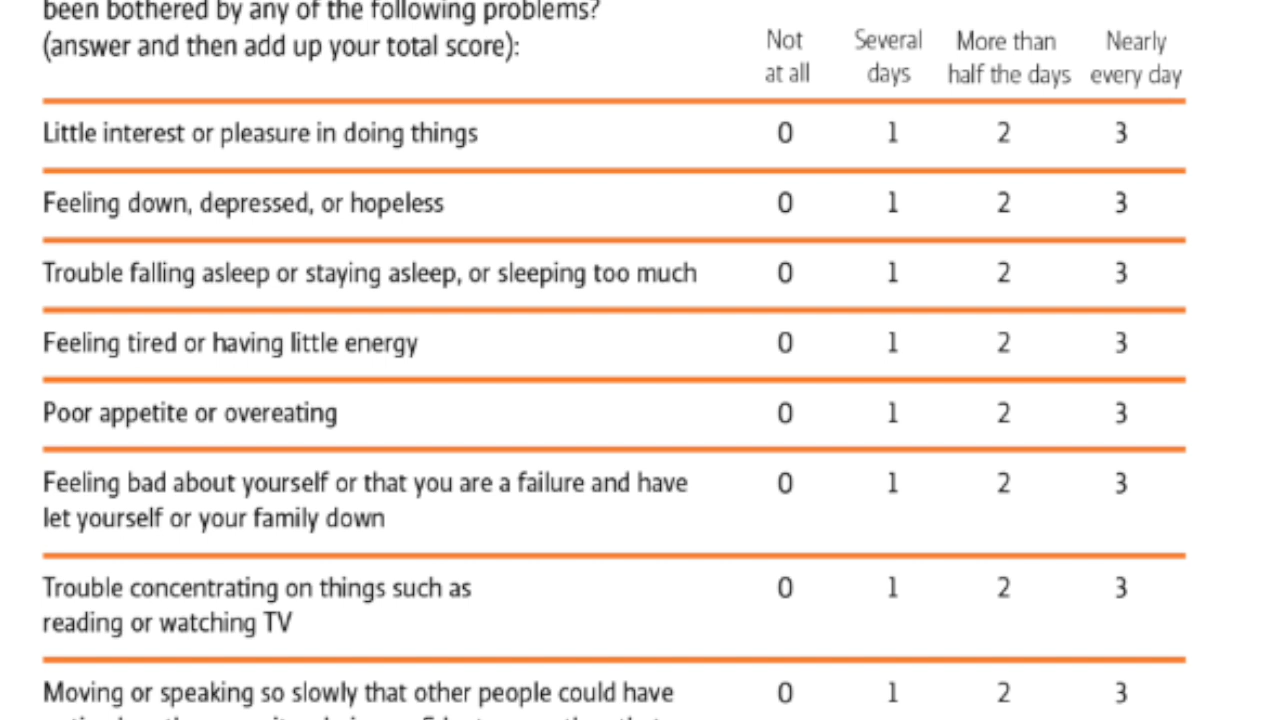 been bothered by any of the following problems?
(answer and then add up your total score):
Not at all
Several days
More than half the days
Nearly every day
Little interest or pleasure in doing things 0 1 2 3
Feeling down, depressed, or hopeless 0 1 2 3
Trouble falling asleep or staying asleep, or sleeping too much 0 1 2 3
Feeling tired or having little energy 0 1 2 3
Poor appetite or overeating 0 1 2 3
Feeling bad about yourself or that you are a failure and have 0 1 2 3
let yourself or your family down
Trouble concentrating on things such as 0 1 2 3
reading or watching TV
Moving or speaking so slowly that other people could have 0 1 2 3